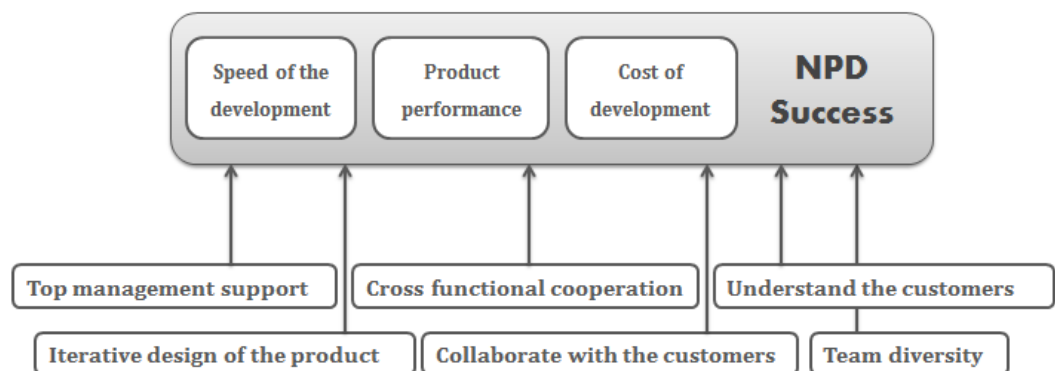 Speed of the
development
Product
performance
Cost of
development
NPD
Success
Top management support
Cross functional cooperation
Understand the customers
Iterative design of the product
Collaborate with the customers
Team diversity